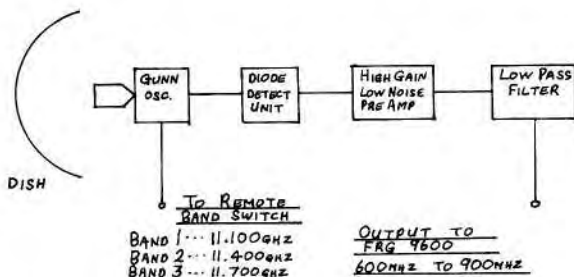 GUNN
OSC.
DIODE
DETECT
UNIT
HIGH GAIN
LOW NOISE
PRE AMP
LOW PASS
FILTER
DISH
TO REMOTE
BAND SWITCH
BAND 1 ... 11.100GHZ
BAND 2 ... 11.400GHZ
BAND 3 ... 11.700GHZ
OUTPUT TO
FRG 9600
600MHZ TO 900MHZ